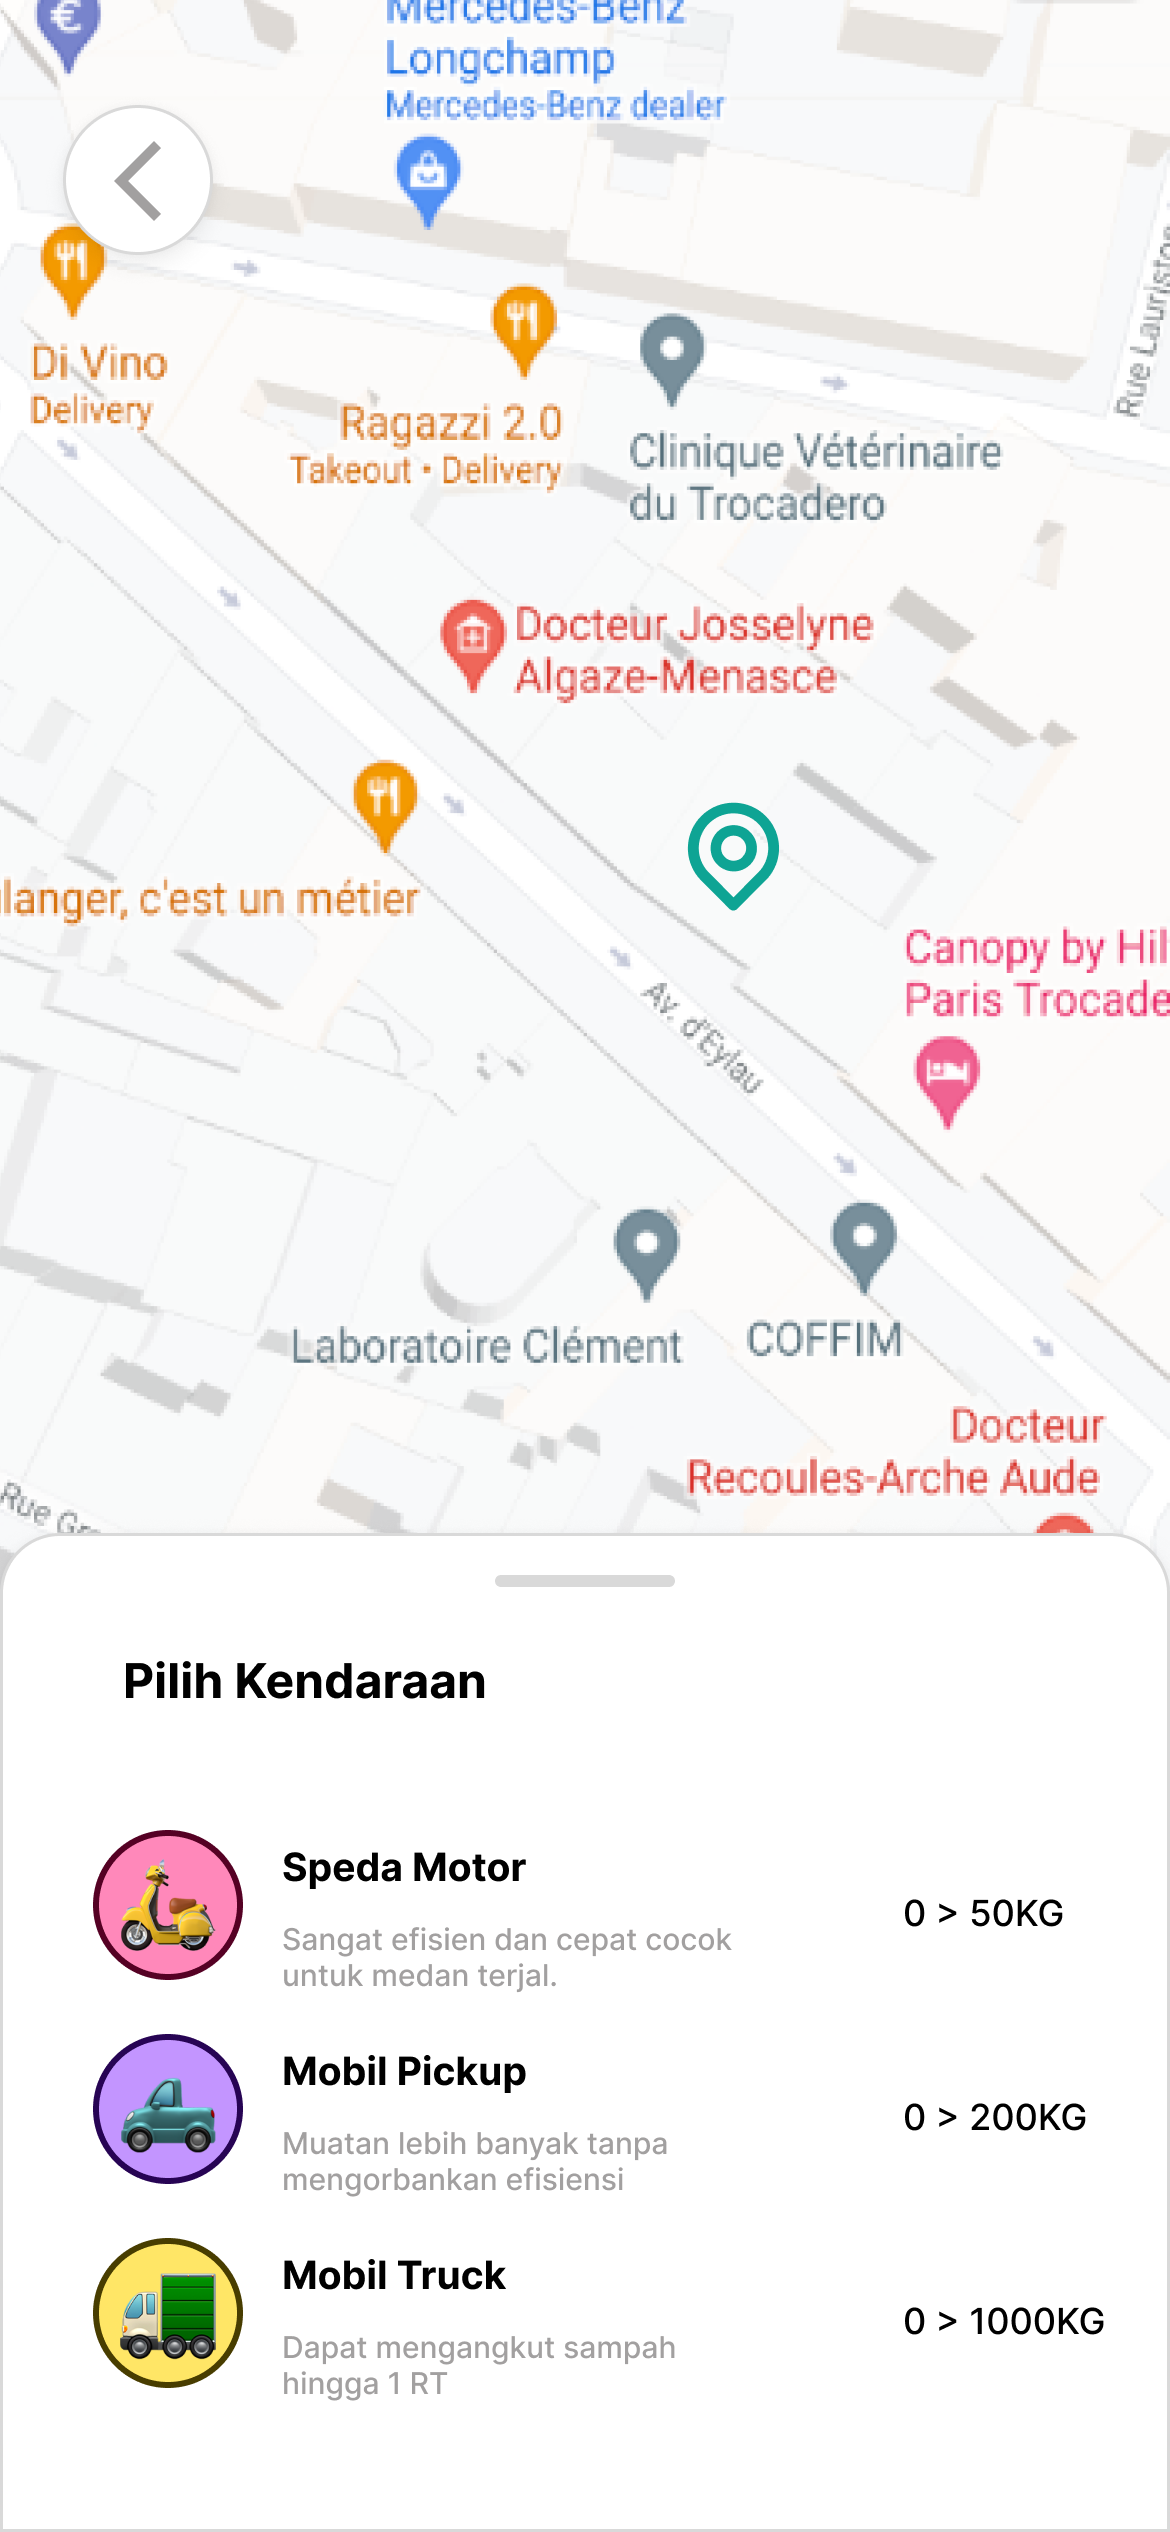 Mercedes-Benz
Longchamp
Mercedes-Benz dealer
€
Rue Lauriston
Di Vino
Delivery
Ragazzi 2.0
Takeout • Delivery
Clinique Vétérinaire
du Trocadero
Docteur Josselyne
Algaze-Menasce
langer, c'est un métier
Canopy by Hil
Paris Trocade
Av. d'Eylau
Laboratoire Clément
COFFIM
Docteur
Recoules-Arche Aude
Rue Gr
Pilih Kendaraan
Speda Motor
Sangat efisien dan cepat cocok
untuk medan terjal.
0 > 50KG
Mobil Pickup
Muatan lebih banyak tanpa
mengorbankan efisiensi
0 > 200KG
Mobil Truck
Dapat mengangkut sampah
hingga 1 RT
0 > 1000KG